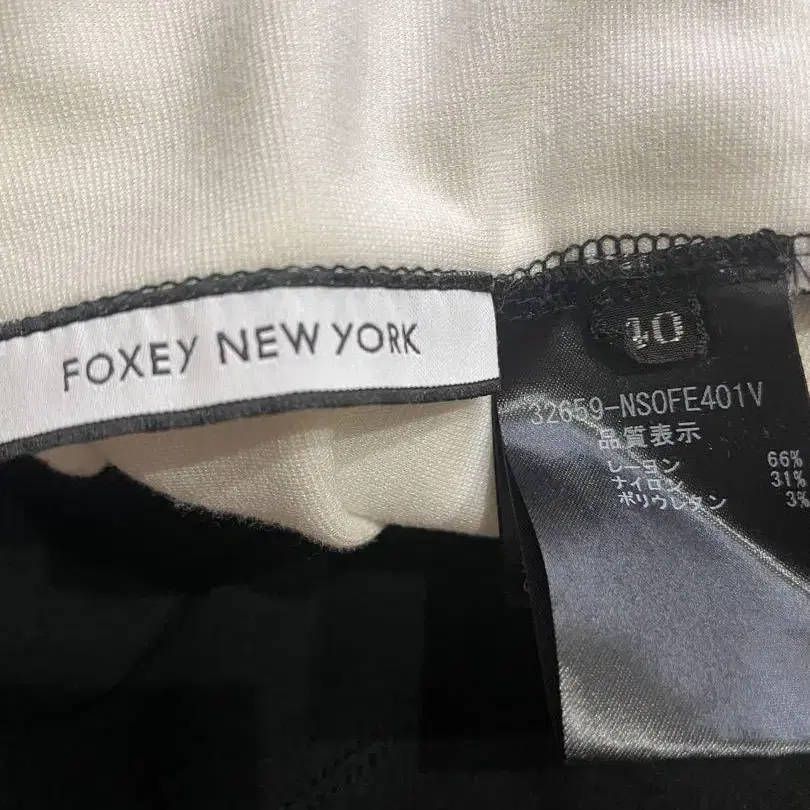 FOXEY NEW YORK
40
32659-NSOFE401V
品質表示
レーヨン 66%
ナイロン 31%
ポリウレタン 3%